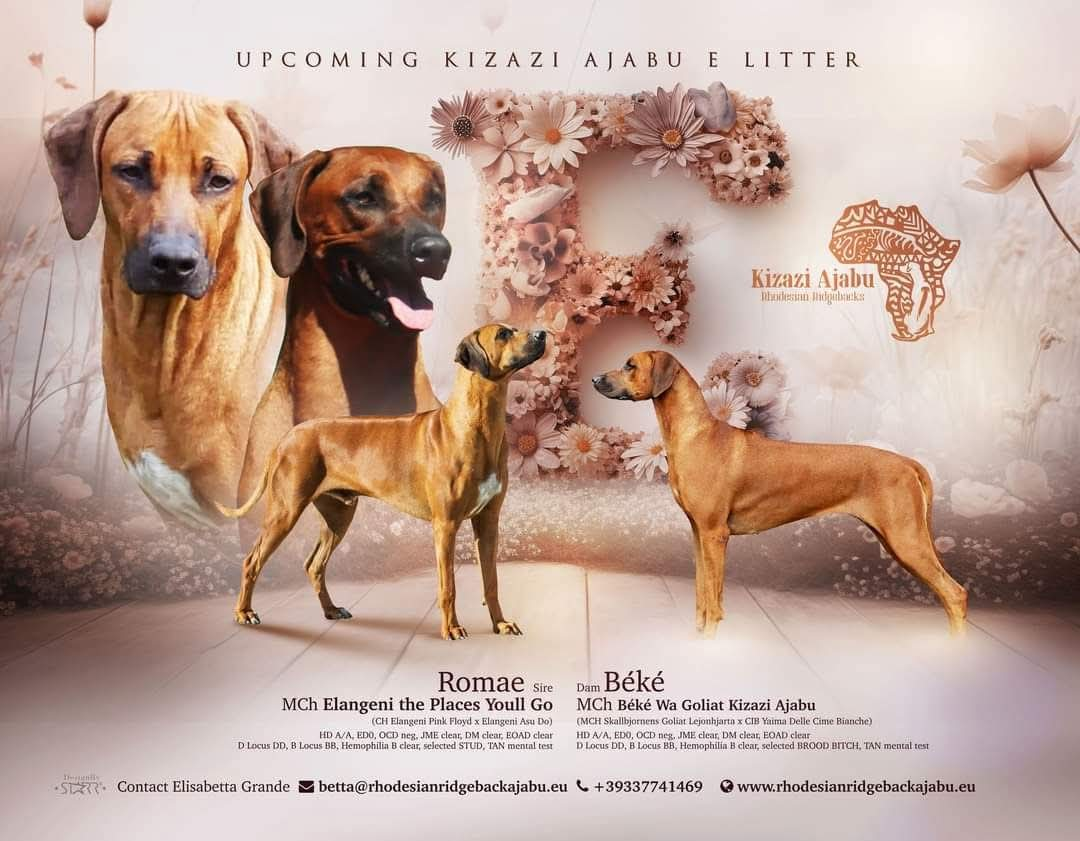 UPCOMING KIZAZI AJABU E LITTER
E
Kizazi Ajabu
Rhodesian Ridgebacks
Romae Sire
MCh Elangeni the Places Youll Go
(CH Elangeni Pink Floyd x Elangeni Asu Do)
HD A/A, ED0, OCD neg, JME clear, DM clear, EOAD clear
D Locus DD, B Locus BB, Hemophilia B clear, selected STUD, TAN mental test
Dam Béké
MCh Béké Wa Goliat Kizazi Ajabu
(MCH Skallbjornens Goliat Lejonhjarta x CIB Yaima Delle Cime Bianche)
HD A/A, ED0, OCD neg, JME clear, DM clear, EOAD clear
D Locus DD, B Locus BB, Hemophilia B clear, selected BROOD BITCH, TAN mental test
DesignBy
STARR
Contact Elisabetta Grande betta@rhodesianridgebackajabu.eu +39337741469 www.rhodesianridgebackajabu.eu